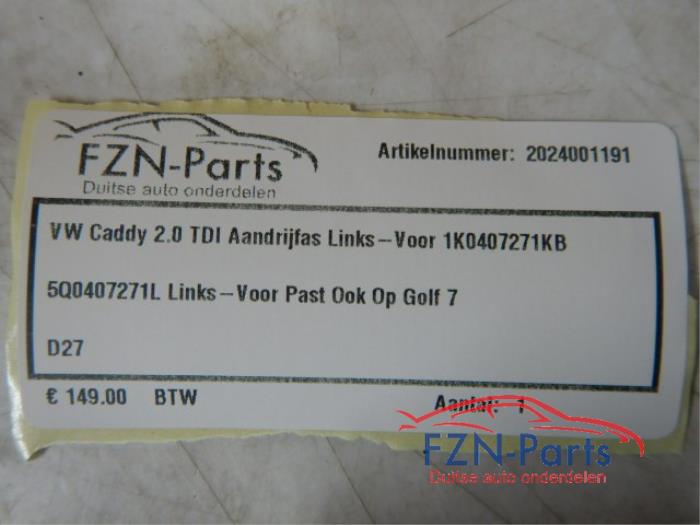 FZN-Parts
Duitse auto onderdelen
Artikelnummer: 2024001191
VW Caddy 2.0 TDI Aandrijfas Links-Voor 1K0407271KB
5Q0407271L Links-Voor Past Ook Op Golf 7
D27
€ 149.00 BTW
Aantal: 1
FZN-Parts
Duitse auto onderdelen